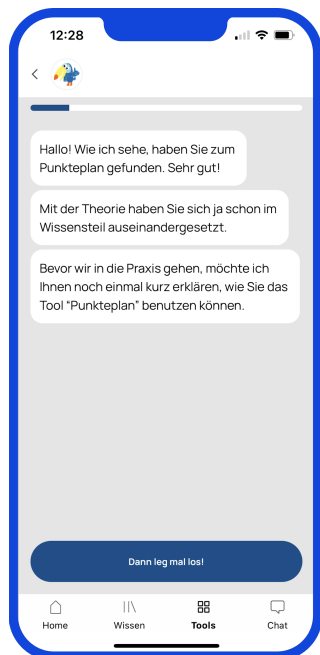 12:28
Hallo! Wie ich sehe, haben Sie zum
Punkteplan gefunden. Sehr gut!
Mit der Theorie haben Sie sich ja schon im
Wissensteil auseinandergesetzt.
Bevor wir in die Praxis gehen, möchte ich
Ihnen noch einmal kurz erklären, wie Sie das
Tool “Punkteplan” benutzen können.
Dann leg mal los!
Home Wissen Tools Chat